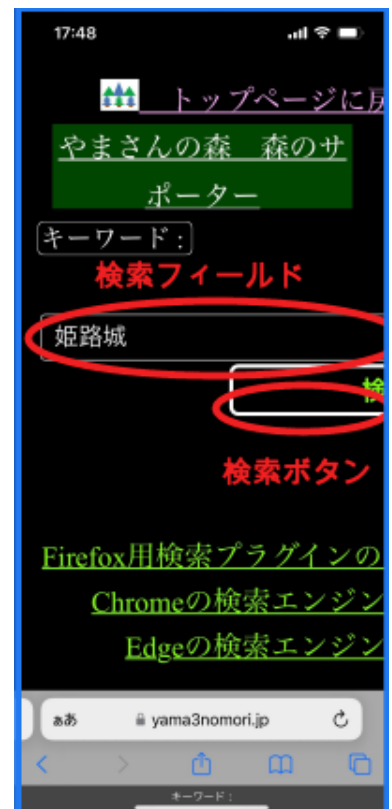 17:48
トップページに戻
やまさんの森 森のサ
ポーター
キーワード:
検索フィールド
姫路城
検
検索ボタン
Firefox用検索プラグインの
Chromeの検索エンジン
Edgeの検索エンジン
ぁあ yama3nomori.jp
キーワード: